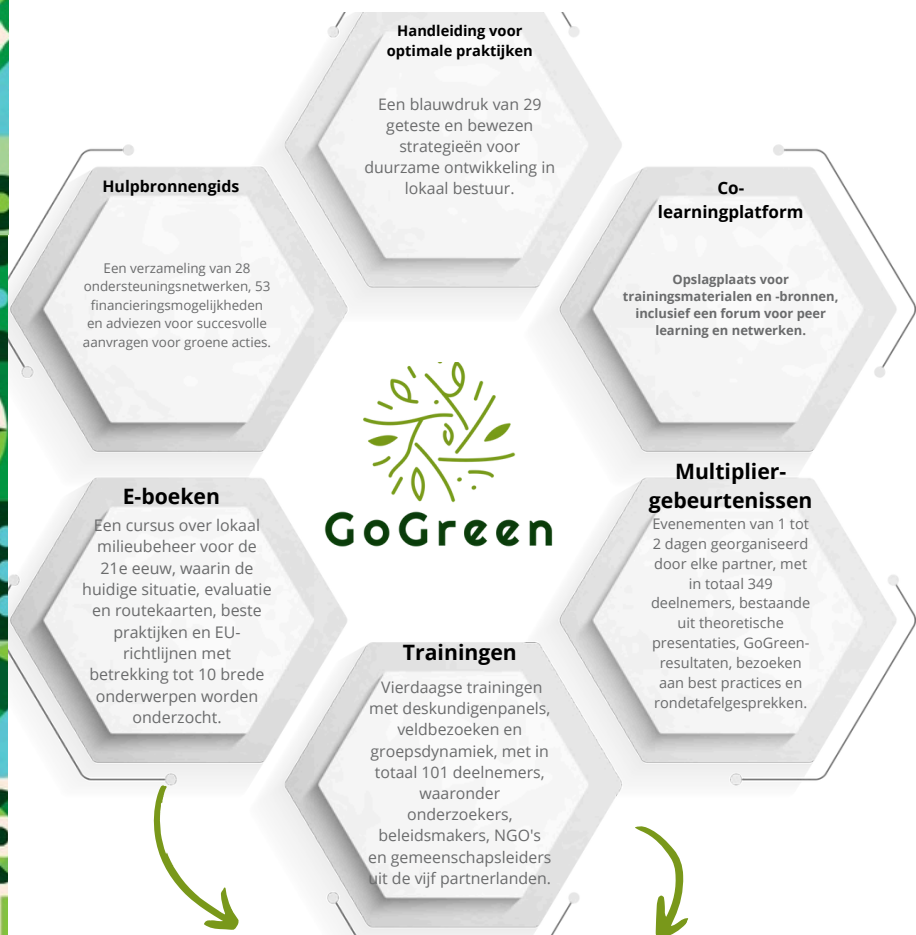 Handleiding voor
optimale praktijken
Een blauwdruk van 29
geteste en bewezen
strategieën voor
duurzame ontwikkeling in
lokaal bestuur.
Hulpbronnengids
Een verzameling van 28
ondersteuningsnetwerken, 53
financieringsmogelijkheden
en adviezen voor succesvolle
aanvragen voor groene acties.
Co-
learningplatform
Opslagplaats voor
trainingsmaterialen en -bronnen,
inclusief een forum voor peer
learning en netwerken.
GoGreen
E-boeken
Een cursus over lokaal
milieubeheer voor de
21e eeuw, waarin de
huidige situatie, evaluatie
en routekaarten, beste
praktijken en EU-
richtlijnen met
betrekking tot 10 brede
onderwerpen worden
onderzocht.
Multiplier-
gebeurtenissen
Evenementen van 1 tot
2 dagen georganiseerd
door elke partner, met
in totaal 349
deelnemers, bestaande
uit theoretische
presentaties, GoGreen-
resultaten, bezoeken
aan best practices en
rondetafelgesprekken.
Trainingen
Vierdaagse trainingen
met deskundigenpanels,
veldbezoeken en
groepsdynamiek, met in
totaal 101 deelnemers,
waaronder
onderzoekers,
beleidsmakers, NGO's
en gemeenschapsleiders
uit de vijf partnerlanden.